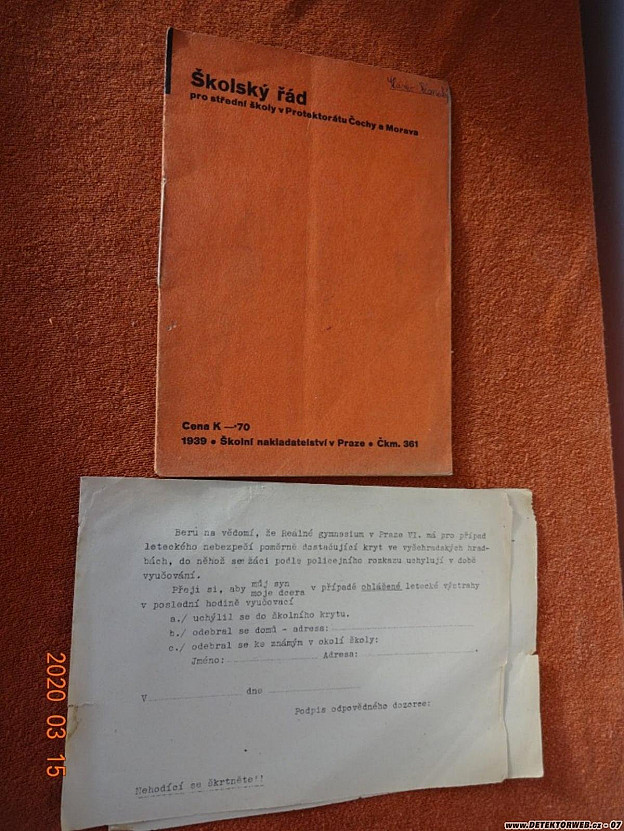 Školský řád
pro střední školy v Protektorátu Čechy a Morava
Cena K —·70
1939 • Školní nakladatelství v Praze • Čkm. 361
Beru na vědomí, že Reálné gymnasium v Praze VI. má pro případ
leteckého nebezpečí poměrně dostačující kryt ve vyšehradských hrad-
bách, do něhož se žáci podle policejního rozkazu uchylují v době
vyučování.
Přeji si, aby můj syn
moje dcera v případě ohlášené letecké výstrahy
v poslední hodině vyučovací
a./ uchýlil se do školního krytu.
b./ odebral se domů - adresa:
c./ odebral se ke známým v okolí školy:
Jméno: Adresa:
V dne
Podpis odpovědného dozorce:
Nehodící se škrtněte!!
2020 03 15
www.DETEKTORWEB.cz - 07